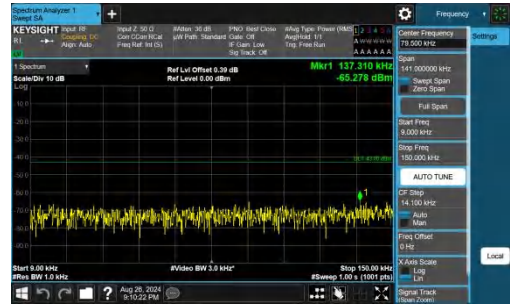 Spectrum Analyzer 1
Swept SA
Frequency
KEYSIGHT Input: RF
Coupling: DC
Align: Auto
Input Z: 50 Ω
Corr CCorr RCal
Freq Ref: Int (S)
#Atten: 30 dB
µW Path: Standard
PNO: Best Close
Gate: Off
IF Gain: Low
Sig Track: Off
#Avg Type: Power (RMS)
Avg|Hold: 1/1
Trig: Free Run
Center Frequency
79.500 kHz
Settings
Span
141.000000 kHz
Swept Span
Zero Span
Full Span
Start Freq
9.000 kHz
Stop Freq
150.000 kHz
AUTO TUNE
CF Step
14.100 kHz
Auto
Man
Freq Offset
0 Hz
X Axis Scale
Log
Lin
Local
Signal Track
(Span Zoom)
1 Spectrum
Scale/Div 10 dB
Log
Ref Lvl Offset 0.39 dB
Ref Level 0.00 dBm
Mkr1 137.310 kHz
-65.278 dBm
1
Start 9.00 kHz
#Res BW 1.0 kHz
#Video BW 3.0 kHz*
Stop 150.00 kHz
#Sweep 1.00 s (1001 pts)
Aug 26, 2024
9:10:22 PM